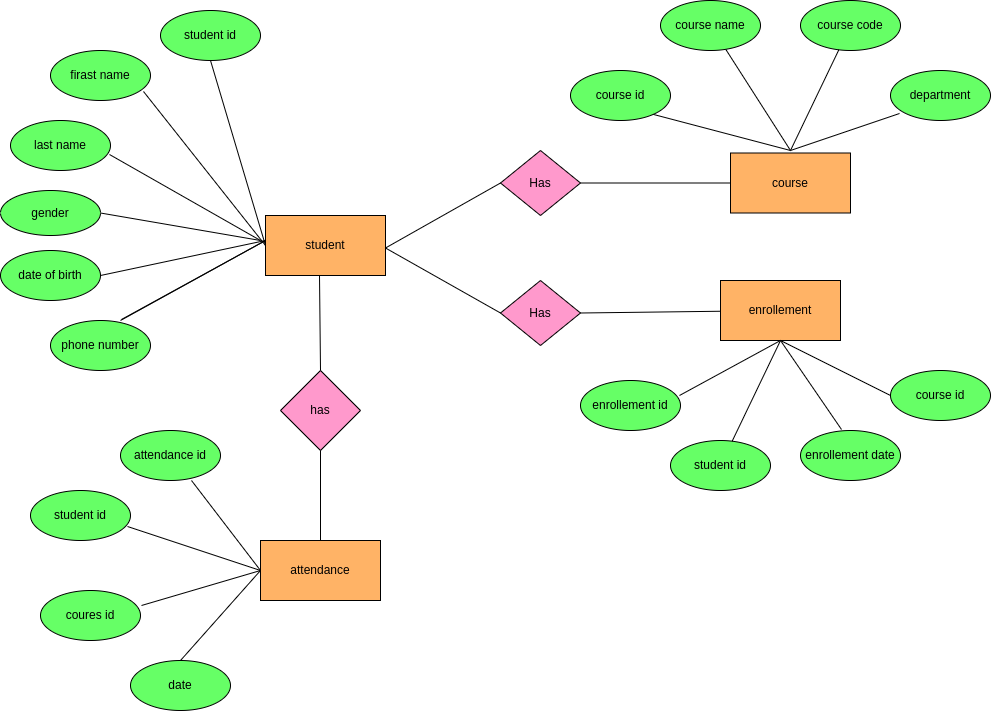 student id
firast name
last name
gender
date of birth
phone number
student
course name
course code
course id
department
Has
course
Has
enrollement
enrollement id
student id
enrollement date
course id
has
attendance id
student id
coures id
date
attendance